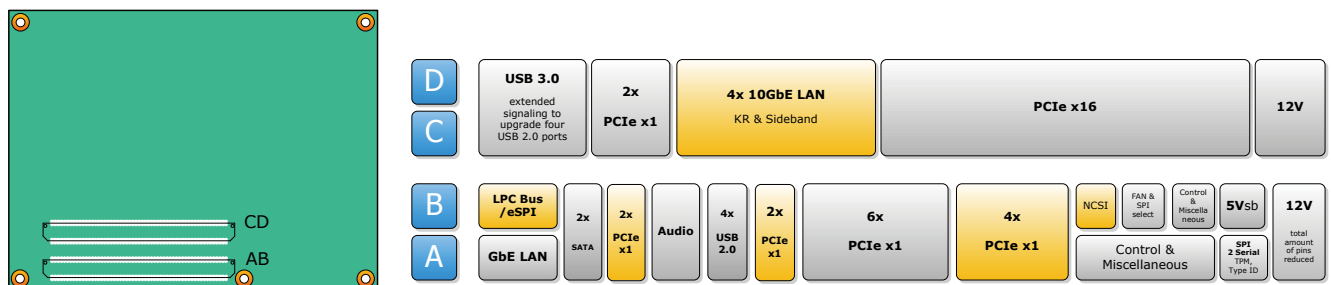 CD
AB
D
C
USB 3.0
extended
signaling to
upgrade four
USB 2.0 ports
2x
PCIe x1
4x 10GbE LAN
KR & Sideband
PCIe x16
12V
B
A
LPC Bus
/eSPI
GbE LAN
2x
SATA
2x
PCIe
x1
Audio
4x
USB
2.0
2x
PCIe
x1
6x
PCIe x1
4x
PCIe x1
NCSI
FAN &
SPI
select
Control
&
Miscella
neous
5Vsb
Control &
Miscellaneous
SPI
2 Serial
TPM,
Type ID
12V
total
amount
of pins
reduced